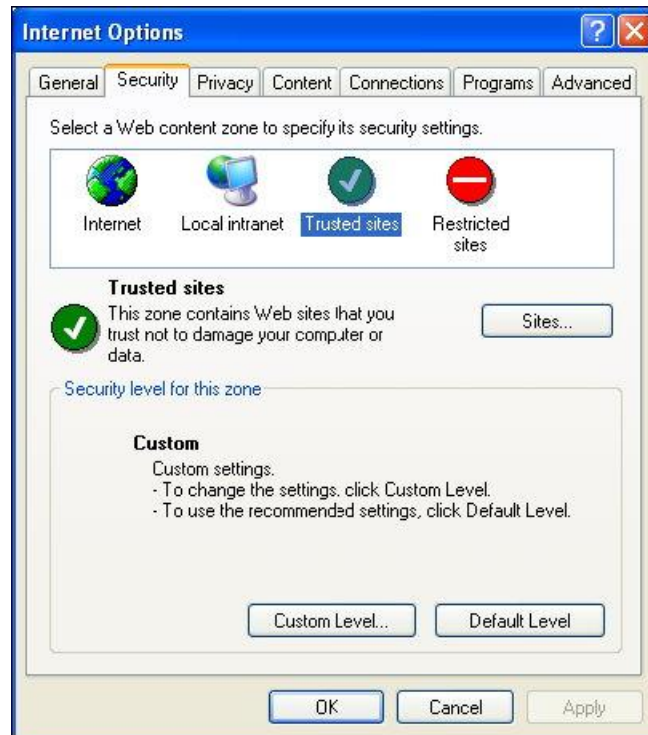 Internet Options
General Security Privacy Content Connections Programs Advanced
Select a Web content zone to specify its security settings.
Internet Local intranet Trusted sites Restricted
sites
Trusted sites
This zone contains Web sites that you
trust not to damage your computer or
data.
Sites...
Security level for this zone
Custom
Custom settings.
- To change the settings, click Custom Level.
- To use the recommended settings, click Default Level.
Custom Level... Default Level
OK Cancel Apply